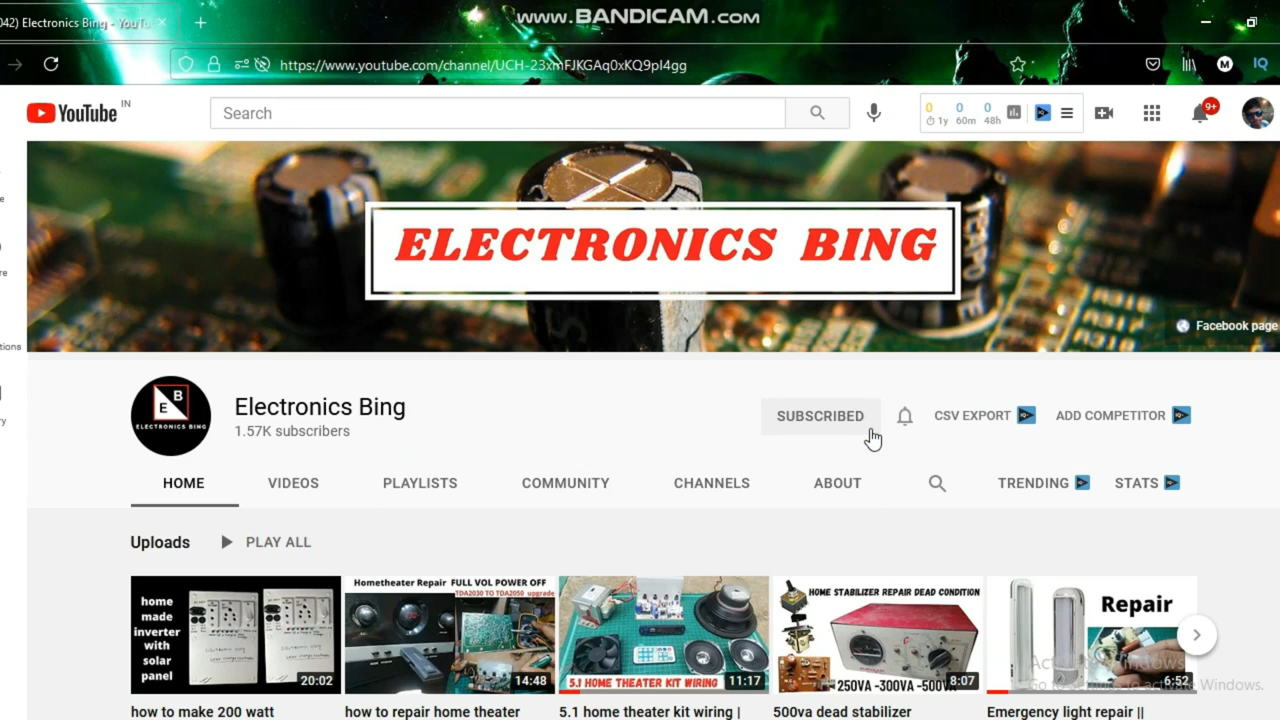 WWW.BANDICAM.COM
042) Electronics Bing - YouTu
https://www.youtube.com/channel/UCH-23xmFJKGAq0xKQ9pI4gg
M
IQ
YouTube IN
Search
0 0 0
1y 60m 48h
9+
ELECTRONICS BING
TEAPO TE
Facebook page
tions
B
E
ELECTRONICS BING
Electronics Bing
1.57K subscribers
SUBSCRIBED
CSV EXPORT
ADD COMPETITOR
HOME VIDEOS PLAYLISTS COMMUNITY CHANNELS ABOUT TRENDING STATS
Uploads PLAY ALL
home
made
inverter
with
solar
panel
20:02
Hometheater Repair FULL VOL POWER OFF
TDA2030 TO TDA2050 upgrade
14:48
5.1 HOME THEATER KIT WIRING
11:17
HOME STABILIZER REPAIR DEAD CONDITION
250VA -300VA -500VA
8:07
Repair
6:52
Activate Windows
Go to Settings to activate Windows.
how to make 200 watt
how to repair home theater
5.1 home theater kit wiring |
500va dead stabilizer
Emergency light repair ||